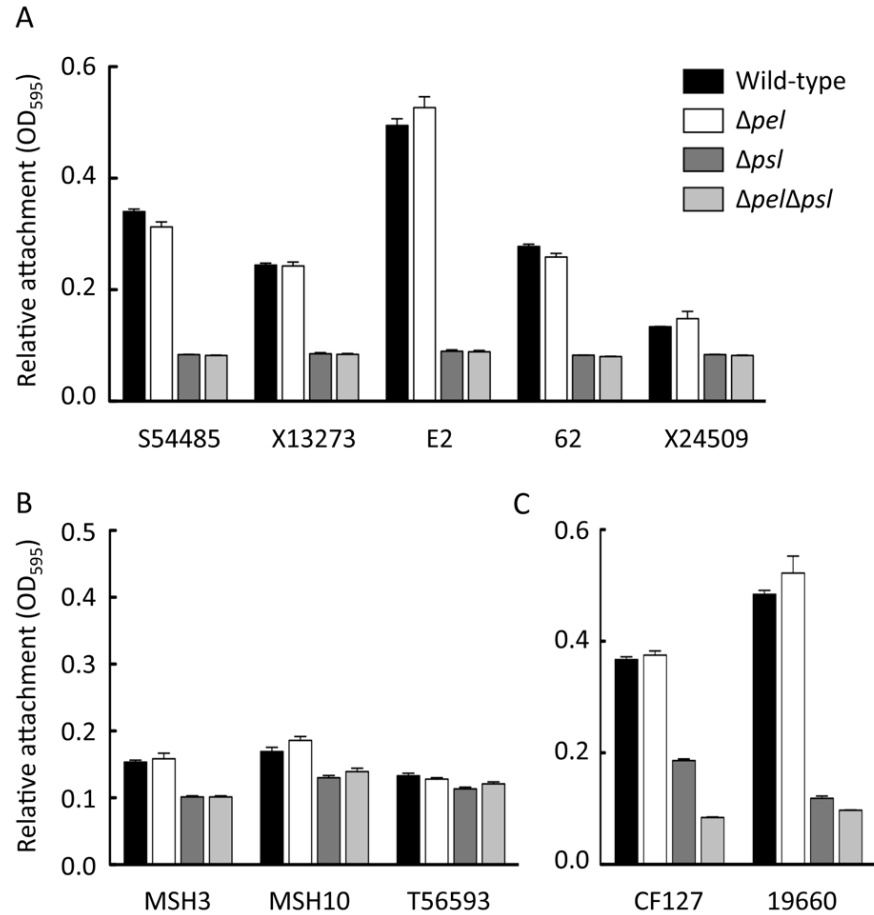 A
Relative attachment (OD595)
0.6
0.4
0.2
0.0
Wild-type
Δpel
Δpsl
ΔpelΔpsl
S54485 X13273 E2 62 X24509
B
Relative attachment (OD595)
0.5
0.4
0.3
0.2
0.1
0.0
MSH3 MSH10 T56593
C
0.6
0.4
0.2
0.0
CF127 19660